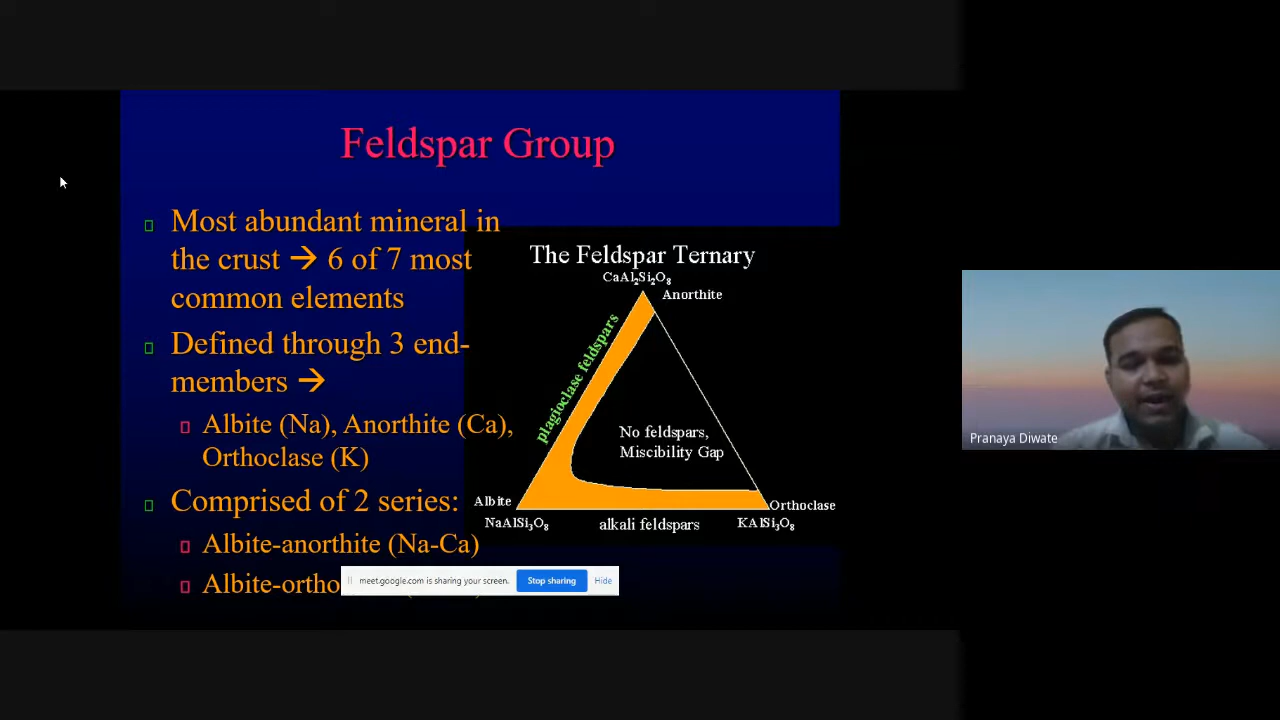 Feldspar Group
Most abundant mineral in
the crust → 6 of 7 most
common elements
Defined through 3 end-
members →
Albite (Na), Anorthite (Ca),
Orthoclase (K)
Comprised of 2 series:
Albite-anorthite (Na-Ca)
Albite-ortho
The Feldspar Ternary
CaAl₂Si₂O₈
Anorthite
plagioclase feldspars
No feldspars,
Miscibility Gap
Albite
NaAlSi₃O₈
alkali feldspars
Orthoclase
KAlSi₃O₈
meet.google.com is sharing your screen.
Stop sharing
Hide
Pranaya Diwate